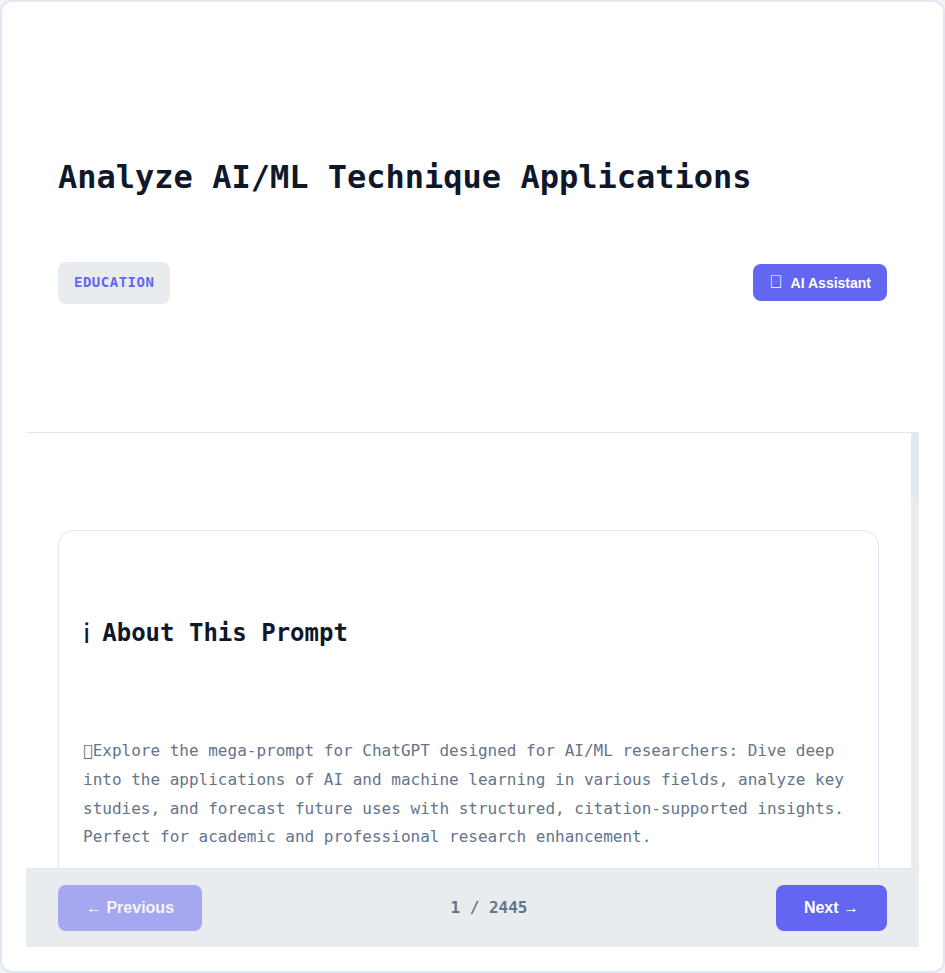 Analyze AI/ML Technique Applications
EDUCATION
AI Assistant
About This Prompt
Explore the mega-prompt for ChatGPT designed for AI/ML researchers: Dive deep
into the applications of AI and machine learning in various fields, analyze key
studies, and forecast future uses with structured, citation-supported insights.
Perfect for academic and professional research enhancement.
← Previous
1 / 2445
Next →